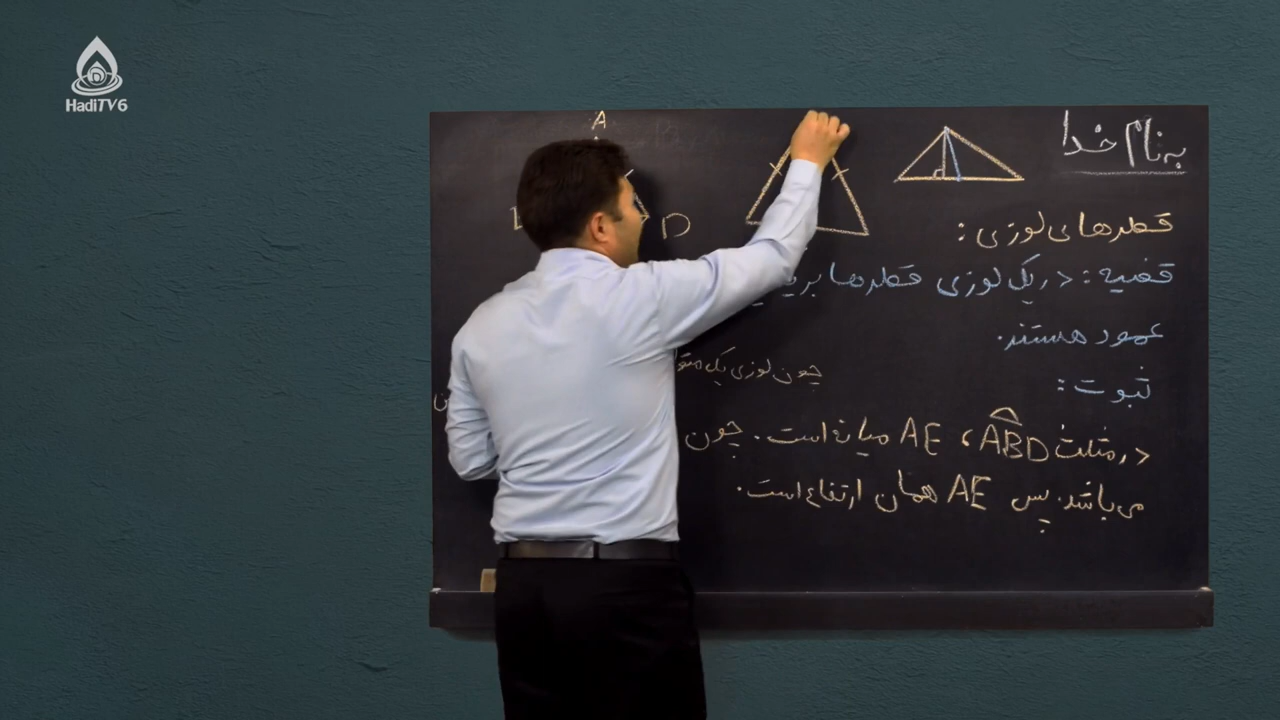 HadiTV6
A
D
به نام خدا
قطرهای لوزی:
قضیه: در یک لوزی قطرها بر
عمود هستند.
ثبوت:
چون لوزی یک
در مثلث ABD، AE میانه است. چون
می باشد. پس AE همان ارتفاع است.